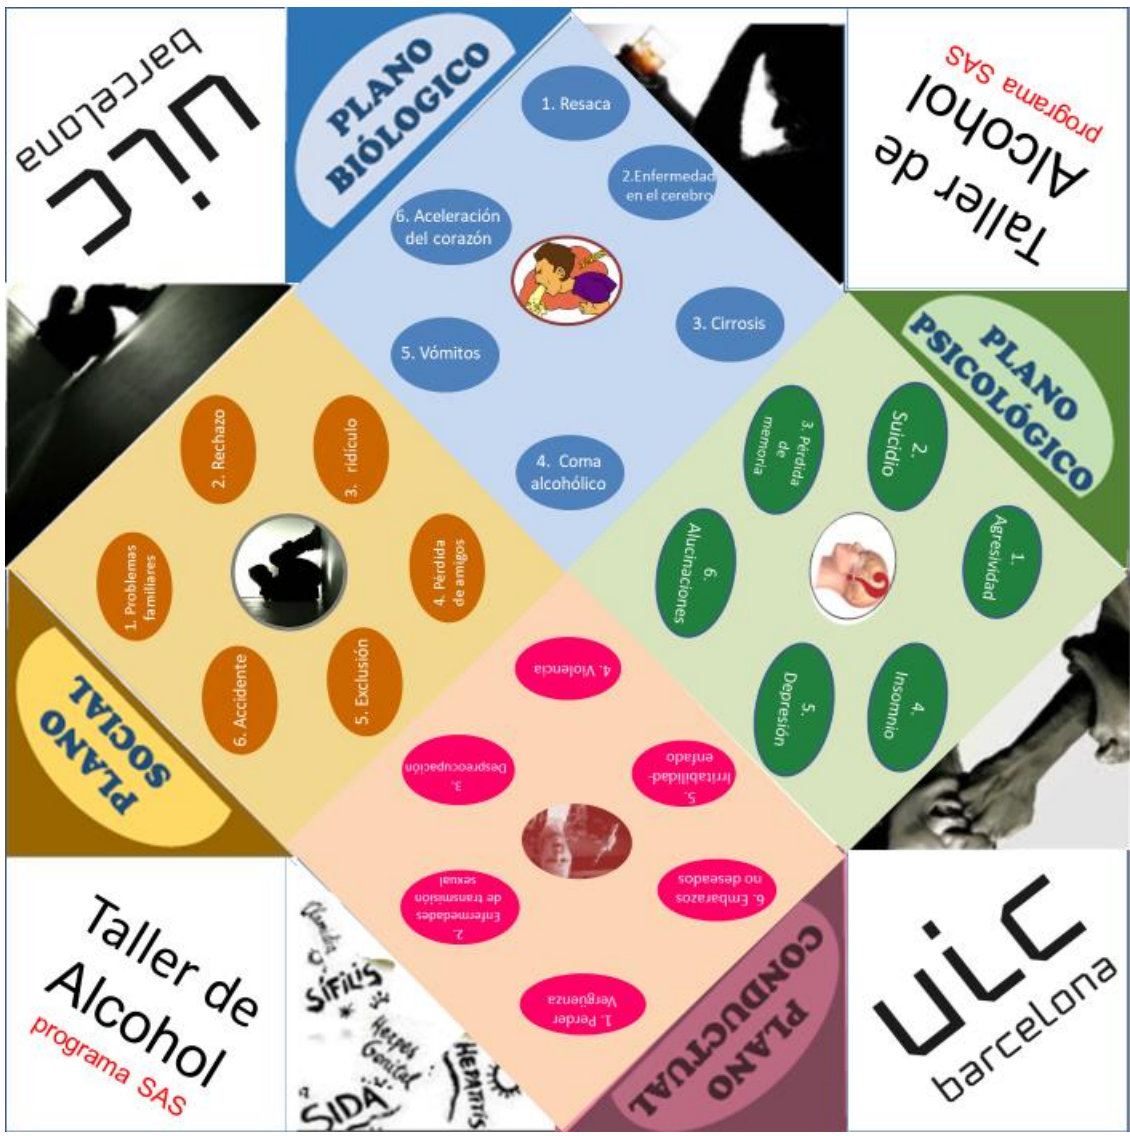 uic
barcelona
PLANO
BIÓLOGICO
1. Resaca
2.Enfermedad
en el cerebro
3. Cirrosis
4. Coma
alcohólico
5. Vómitos
6. Aceleración
del corazón
Taller de
Alcohol
programa SAS
PLANO
PSICOLÓGICO
1.
Agresividad
2.
Suicidio
3. Pérdida
de
memoria
4.
Insomnio
5.
Depresión
6.
Alucinaciones
PLANO
SOCIAL
1. Problemas
familiares
2. Rechazo
3. ridículo
4. Pérdida
de amigos
5. Exclusión
6. Accidente
PLANO
CONDUCTUAL
1. Perder
Vergüenza
2.
Enfermedades
de transmisión
sexual
3.
Despreocupación
4. Violencia
5.
Irritabilidad-
enfado
6. Embarazos
no deseados
Taller de
Alcohol
programa SAS
Clamidia
SÍFILIS
Herpes
Genital
SIDA
HEPATITIS
uic
barcelona